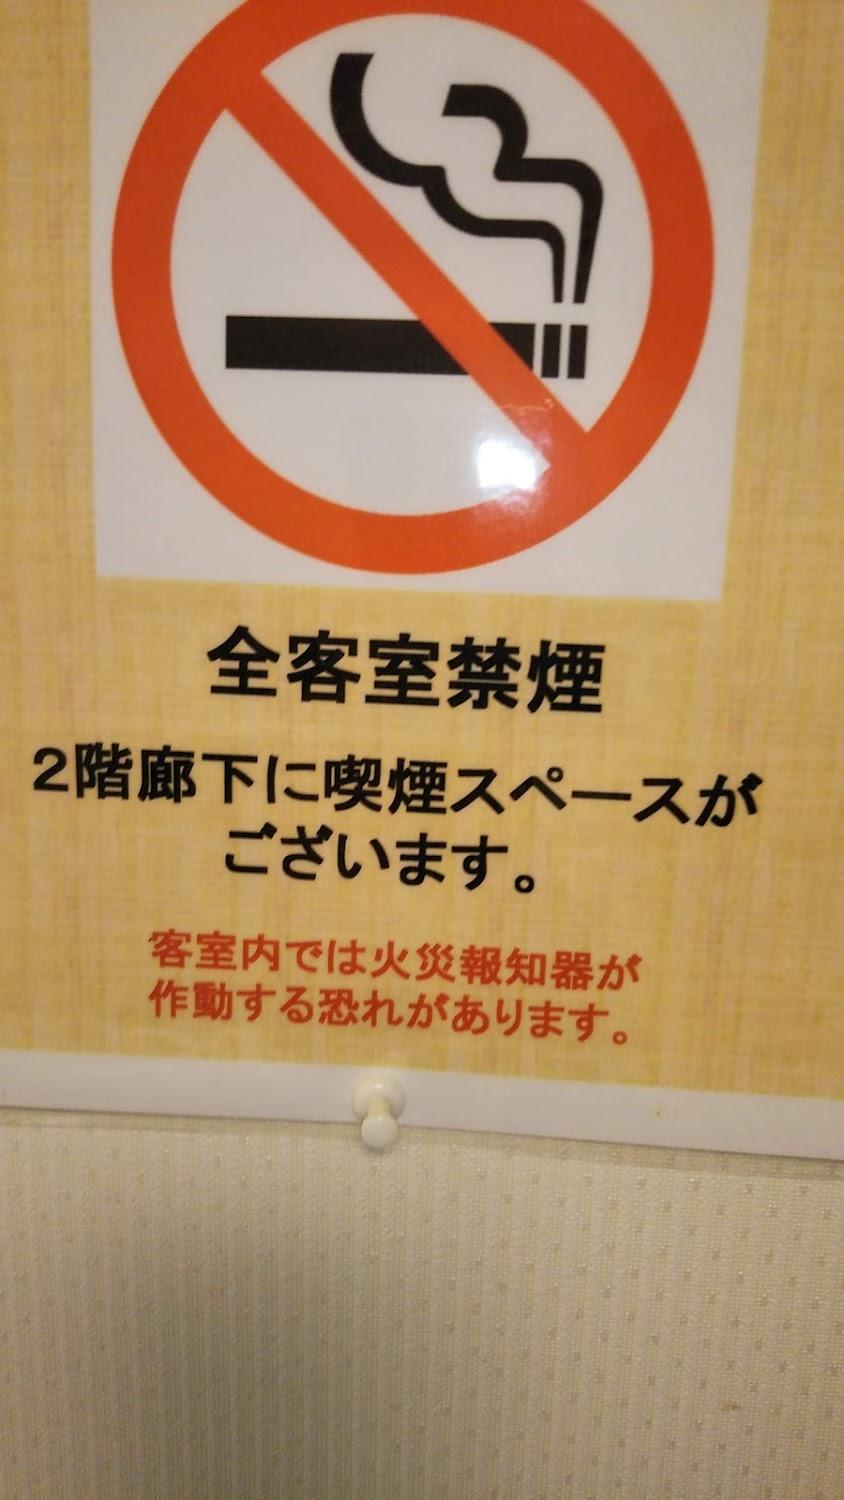 全客室禁煙
2階廊下に喫煙スペースが
ございます。
客室内では火災報知器が
作動する恐れがあります。